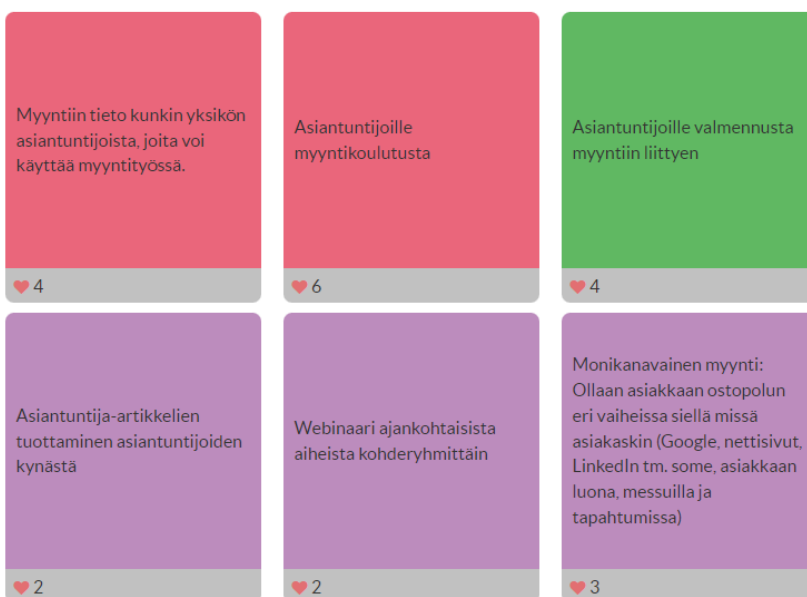 Myyntiin tieto kunkin yksikön
asiantuntijoista, joita voi
käyttää myyntityössä.
4
Asiantuntijoille
myyntikoulutusta
6
Asiantuntijoille valmennusta
myyntiin liittyen
4
Asiantuntija-artikkelien
tuottaminen asiantuntijoiden
kynästä
2
Webinaari ajankohtaisista
aiheista kohderyhmittäin
2
Monikanavainen myynti:
Ollaan asiakkaan ostopolun
eri vaiheissa siellä missä
asiakaskin (Google, nettisivut,
LinkedIn tm. some, asiakkaan
luona, messuilla ja
tapahtumissa)
3